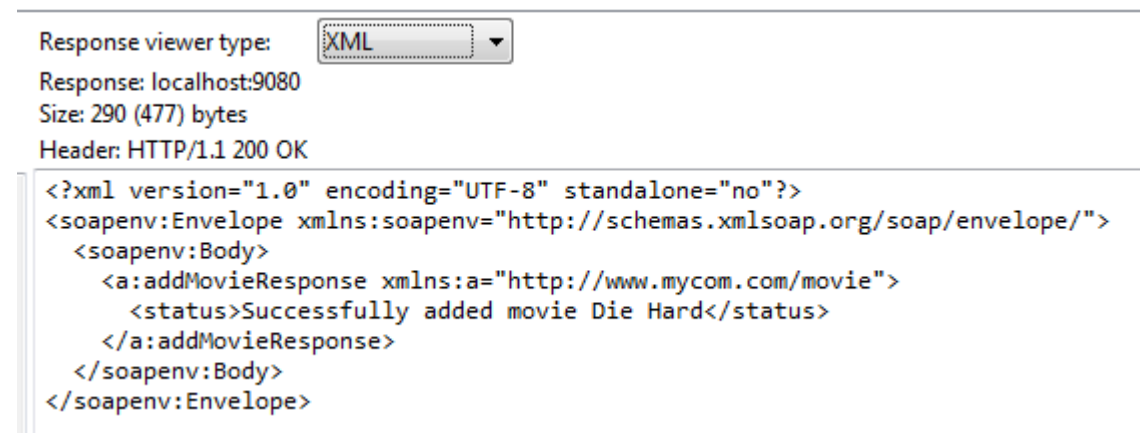 Response viewer type: XML
Response: localhost:9080
Size: 290 (477) bytes
Header: HTTP/1.1 200 OK
<?xml version="1.0" encoding="UTF-8" standalone="no"?>
<soapenv:Envelope xmlns:soapenv="http://schemas.xmlsoap.org/soap/envelope/">
  <soapenv:Body>
    <a:addMovieResponse xmlns:a="http://www.mycom.com/movie">
      <status>Successfully added movie Die Hard</status>
    </a:addMovieResponse>
  </soapenv:Body>
</soapenv:Envelope>